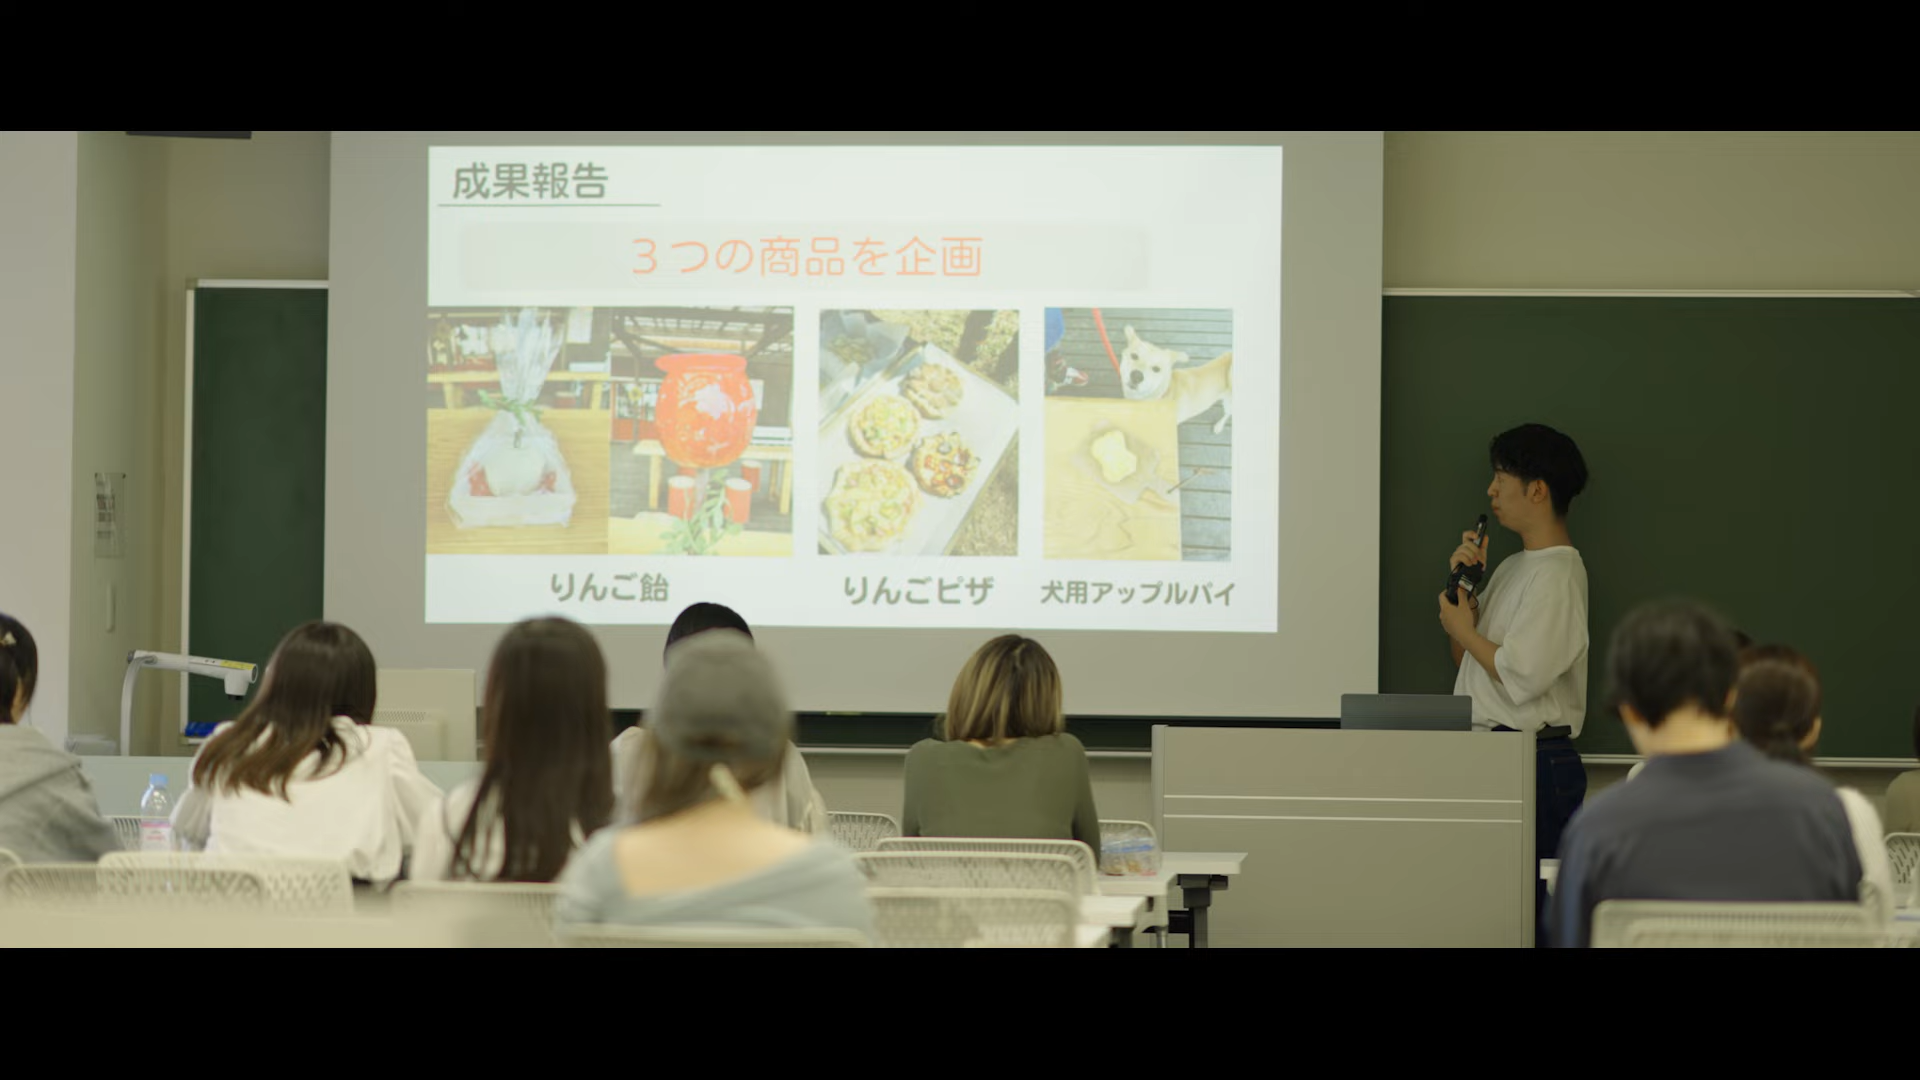 成果報告
３つの商品を企画
りんご飴
りんごピザ
犬用アップルパイ